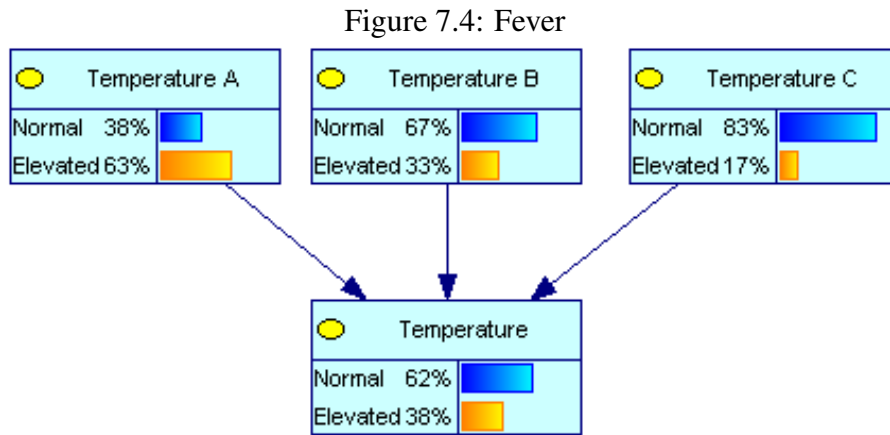 Figure 7.4: Fever
Temperature A
Normal 38%
Elevated 63%
Temperature B
Normal 67%
Elevated 33%
Temperature C
Normal 83%
Elevated 17%
Temperature
Normal 62%
Elevated 38%